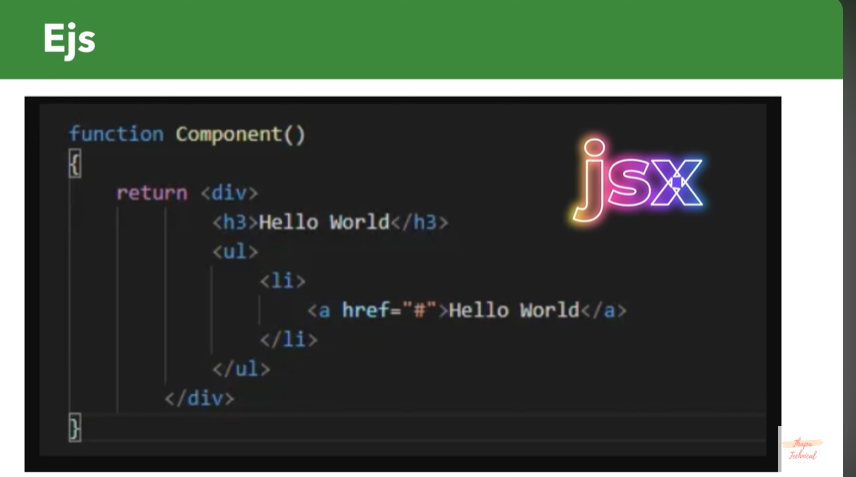 Ejs
function Component()
{
return <div>
<h3>Hello World</h3>
<ul>
<li>
<a href="#">Hello World</a>
</li>
</ul>
</div>
}
jsx
Thapa
Technical